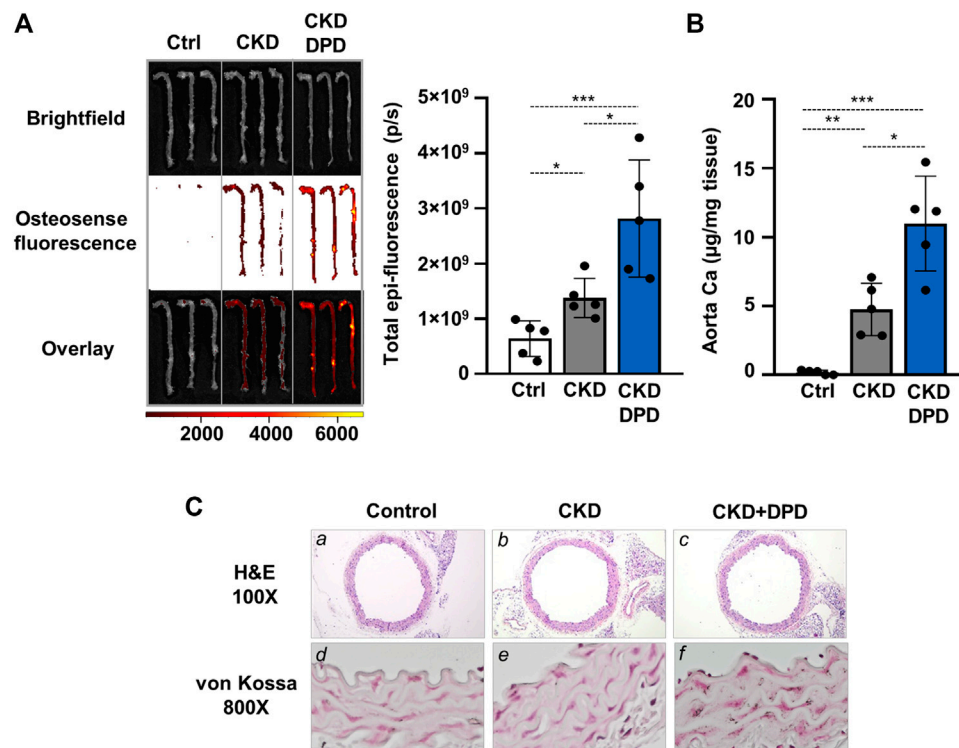 A
Ctrl CKD CKD
DPD
Brightfield
Osteosense
fluorescence
Overlay
2000 4000 6000
Total epi-fluorescence (p/s)
5×10⁹
4×10⁹
3×10⁹
2×10⁹
1×10⁹
0
***
*
*
Ctrl CKD CKD
DPD
B
Aorta Ca (µg/mg tissue)
20
15
10
5
0
***
**
*
Ctrl CKD CKD
DPD
C
Control CKD CKD+DPD
H&E
100X
a b c
von Kossa
800X
d e f